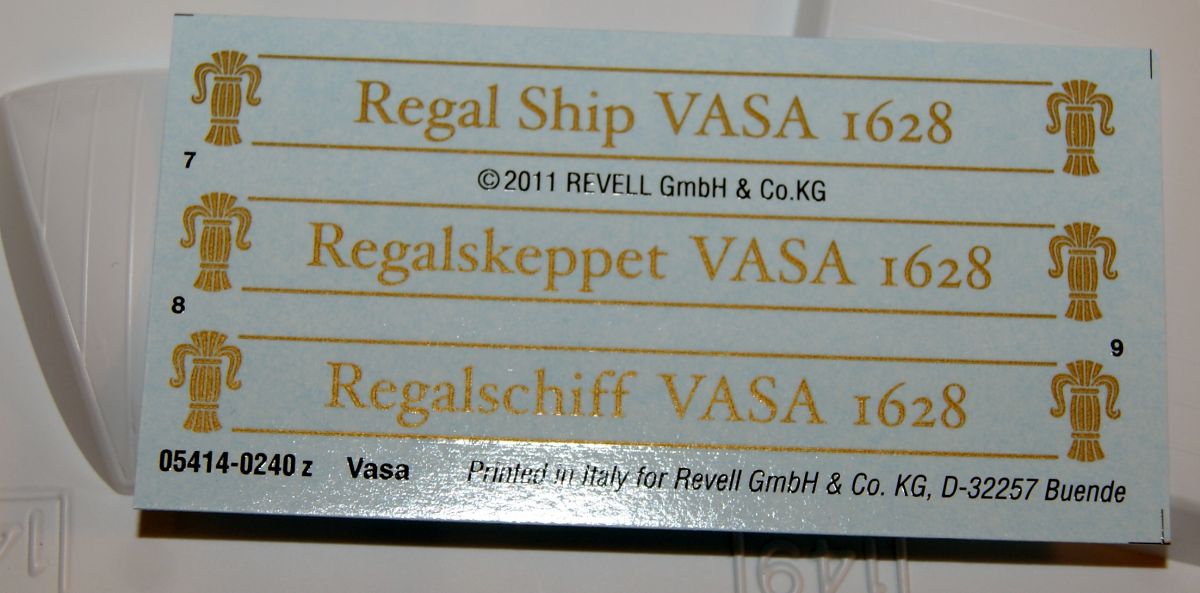 Regal Ship VASA 1628
7
©2011 REVELL GmbH & Co.KG
Regalskeppet VASA 1628
8
9
Regalschiff VASA 1628
05414-0240 z Vasa Printed in Italy for Revell GmbH & Co. KG, D-32257 Buende
149